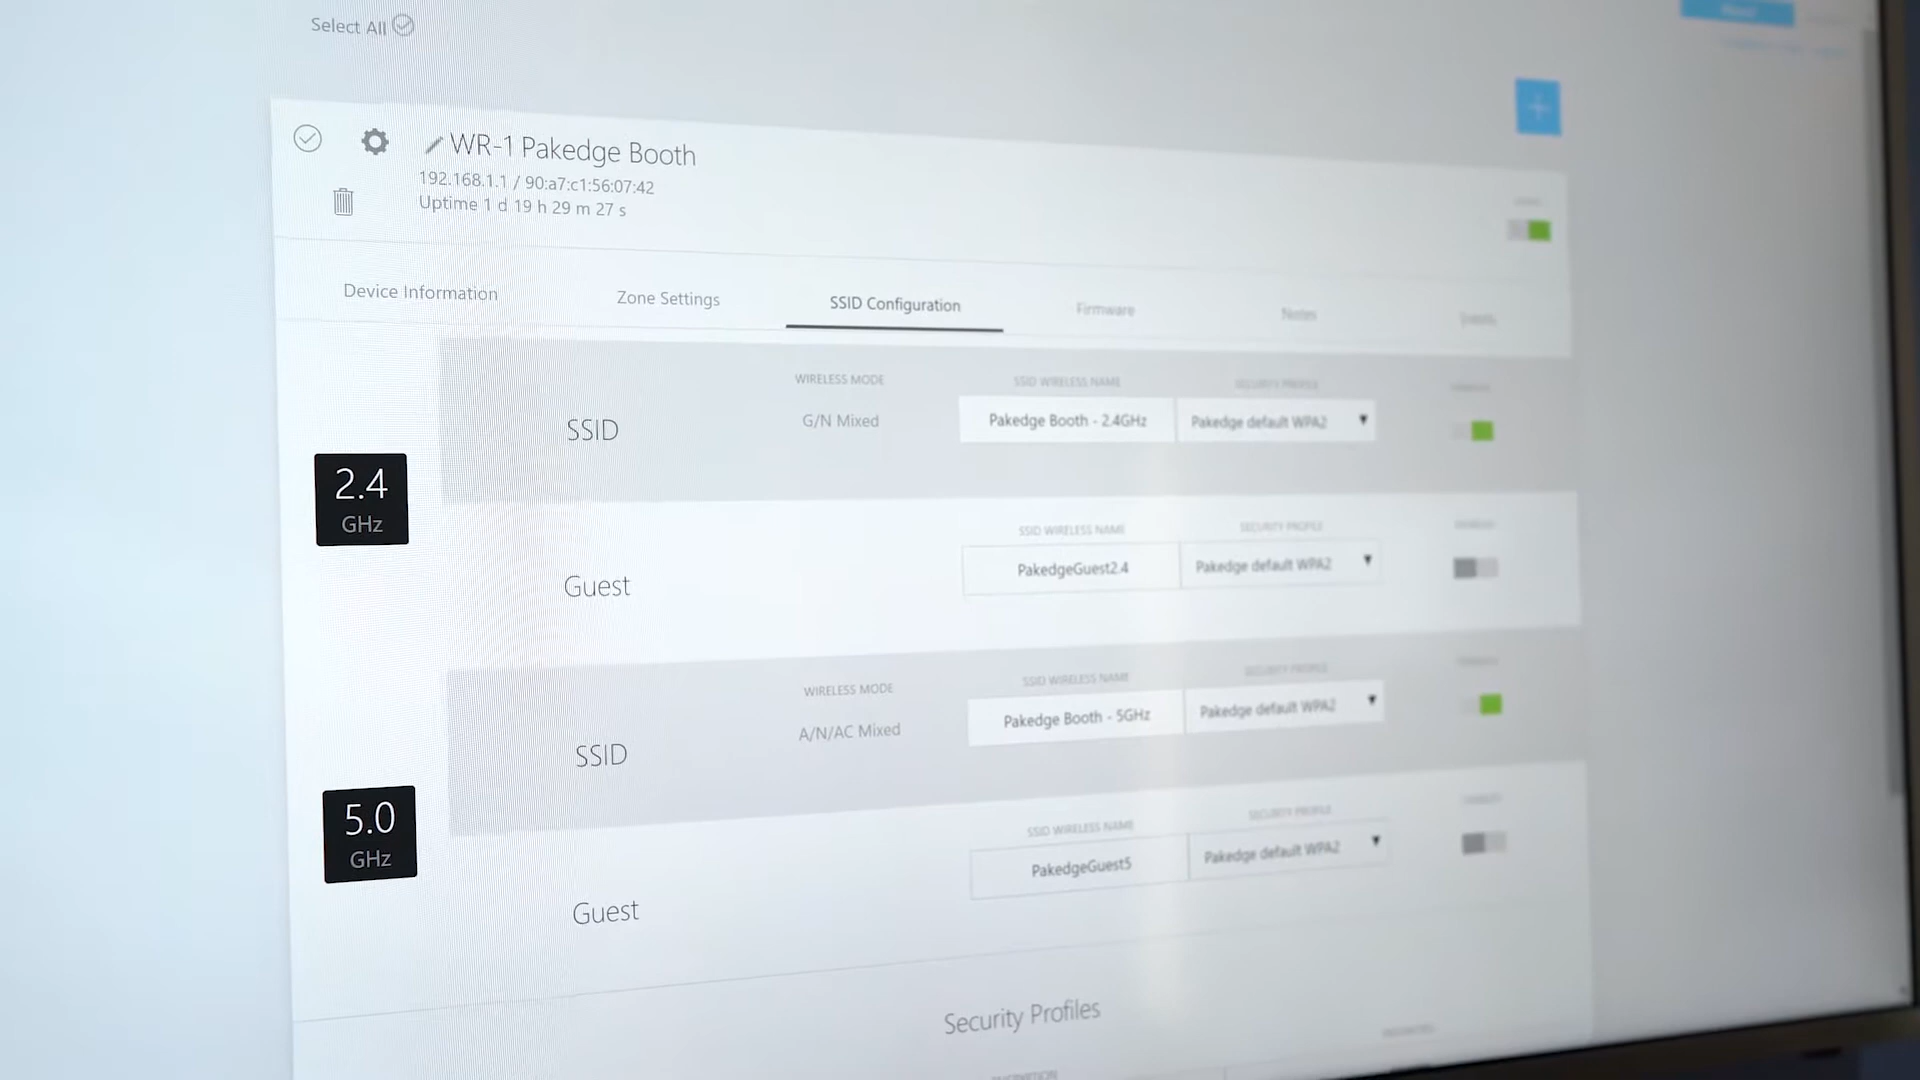 Select All
WR-1 Pakedge Booth
192.168.1.1 / 90:a7:c1:56:07:42
Uptime 1 d 19 h 29 m 27 s
Device Information
Zone Settings
SSID Configuration
Firmware
Notes
WIRELESS MODE
SSID WIRELESS NAME
SECURITY PROFILE
SSID
G/N Mixed
Pakedge Booth - 2.4GHz
Pakedge default WPA2
2.4
GHz
SSID WIRELESS NAME
SECURITY PROFILE
Guest
PakedgeGuest2.4
Pakedge default WPA2
WIRELESS MODE
SSID WIRELESS NAME
SECURITY PROFILE
SSID
A/N/AC Mixed
Pakedge Booth - 5GHz
Pakedge default WPA2
5.0
GHz
SSID WIRELESS NAME
SECURITY PROFILE
Guest
PakedgeGuest5
Pakedge default WPA2
Security Profiles